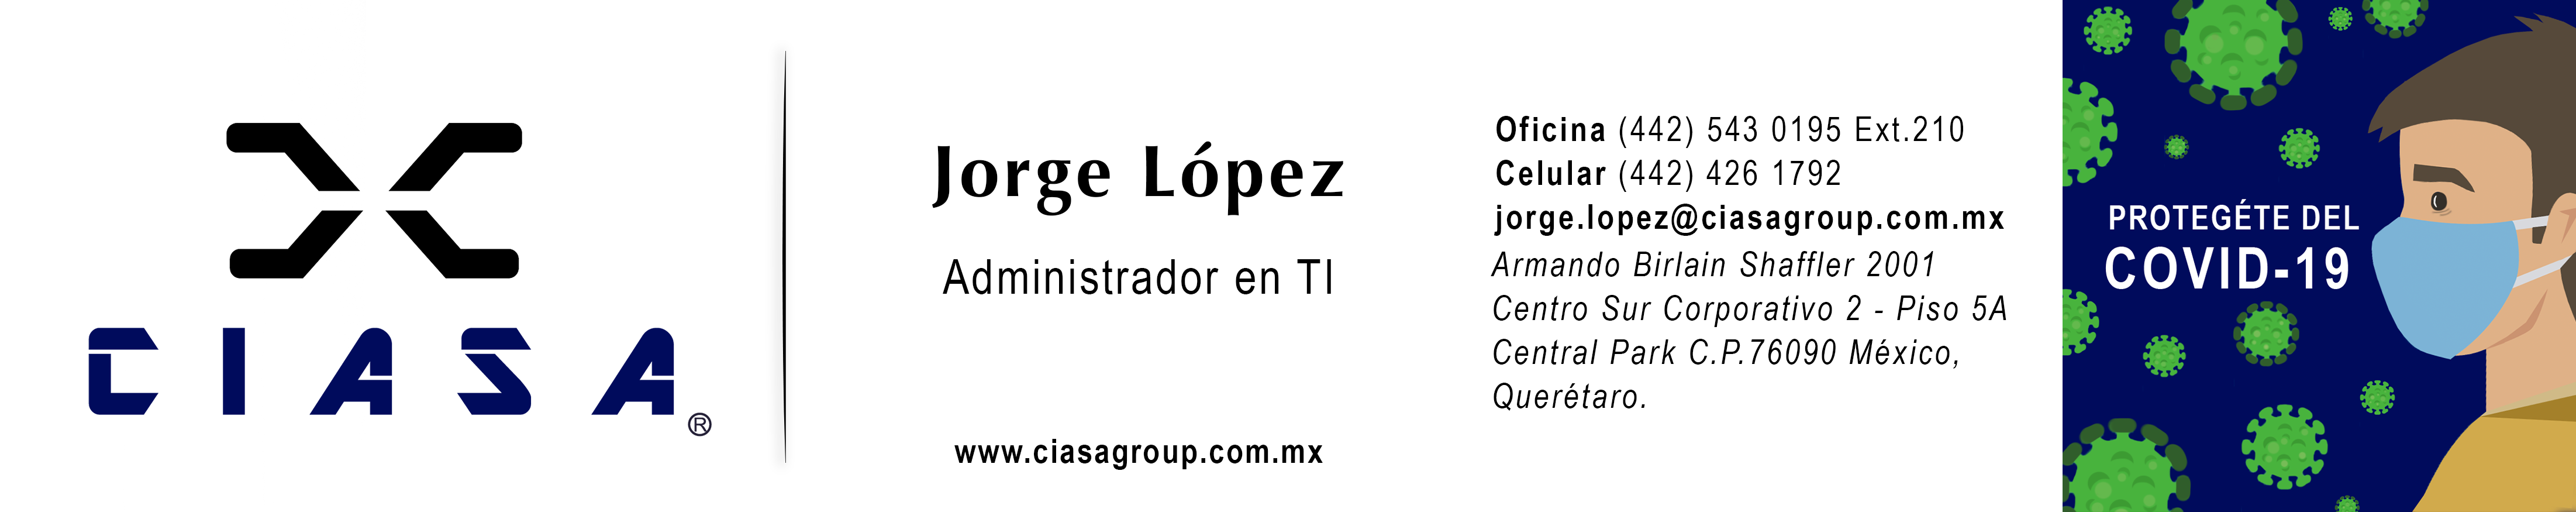 CIASA®
Jorge López
Administrador en TI
www.ciasagroup.com.mx
Oficina (442) 543 0195 Ext.210
Celular (442) 426 1792
jorge.lopez@ciasagroup.com.mx
Armando Birlain Shaffler 2001
Centro Sur Corporativo 2 - Piso 5A
Central Park C.P.76090 México,
Querétaro.
PROTEGÉTE DEL
COVID-19